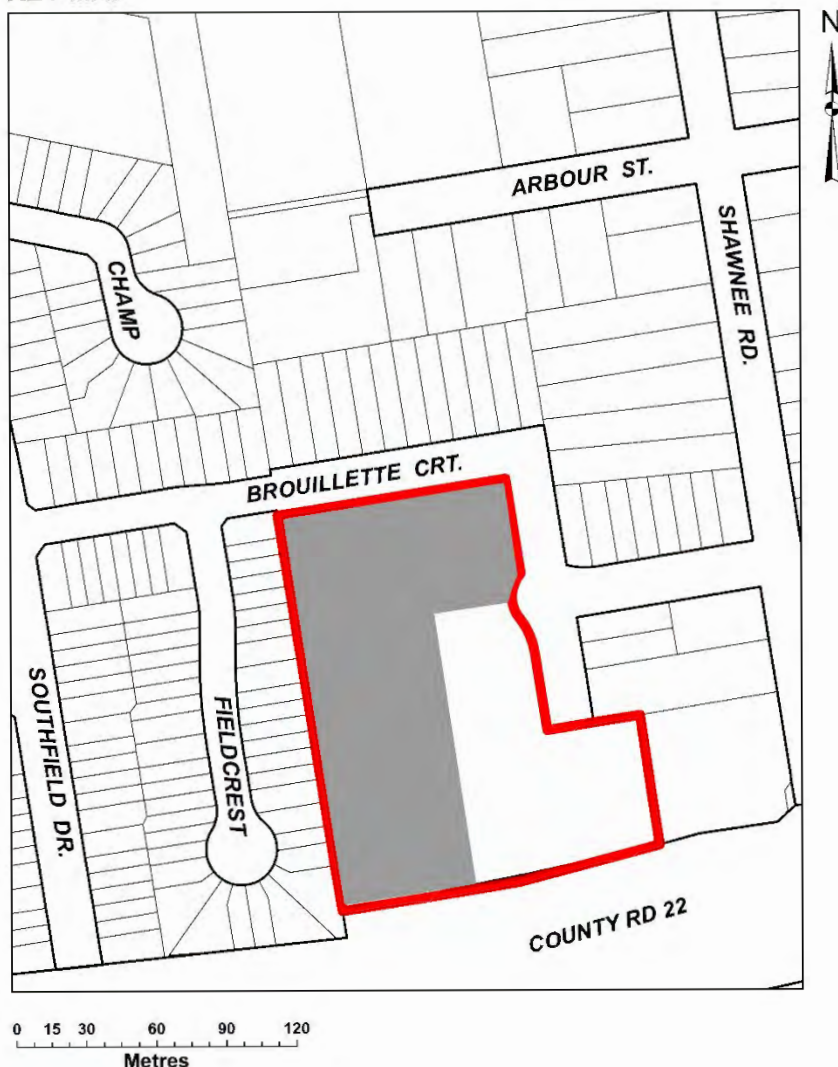 N
ARBOUR ST.
SHAWNEE RD.
CHAMP
BROUILLETTE CRT.
SOUTHFIELD DR.
FIELDCREST
COUNTY RD 22
0 15 30 60 90 120
Metres